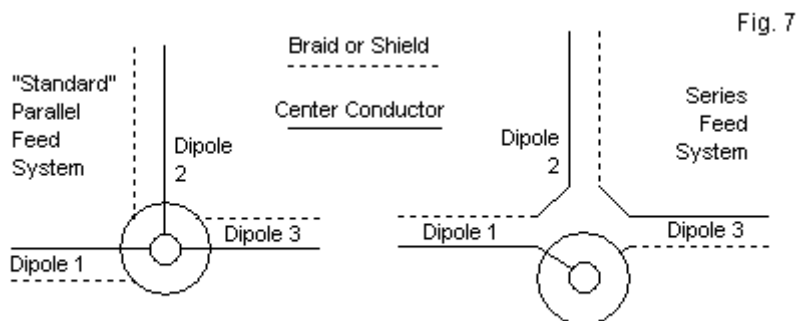 Fig. 7
"Standard"
Parallel
Feed
System
Braid or Shield
Center Conductor
Series
Feed
System
Dipole
2
Dipole 1
Dipole 3
Dipole
2
Dipole 1
Dipole 3